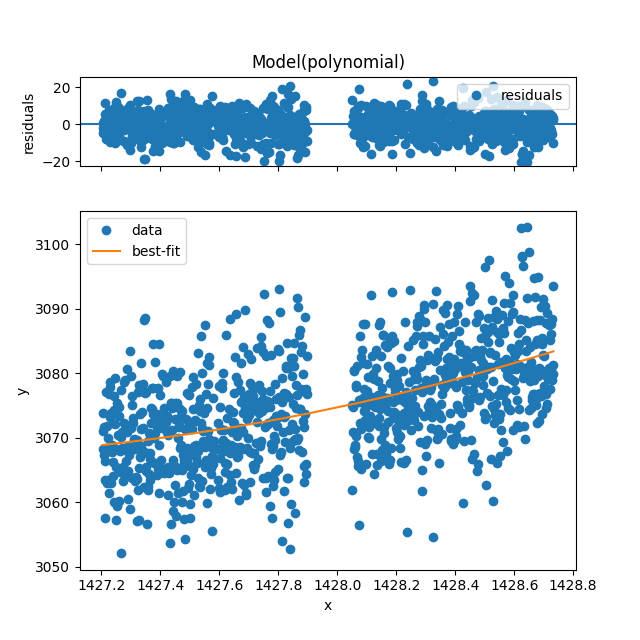 Model(polynomial)
20
0
−20
residuals
residuals
data
best-fit
3100
3090
3080
3070
3060
3050
y
1427.2 1427.4 1427.6 1427.8 1428.0 1428.2 1428.4 1428.6 1428.8
x